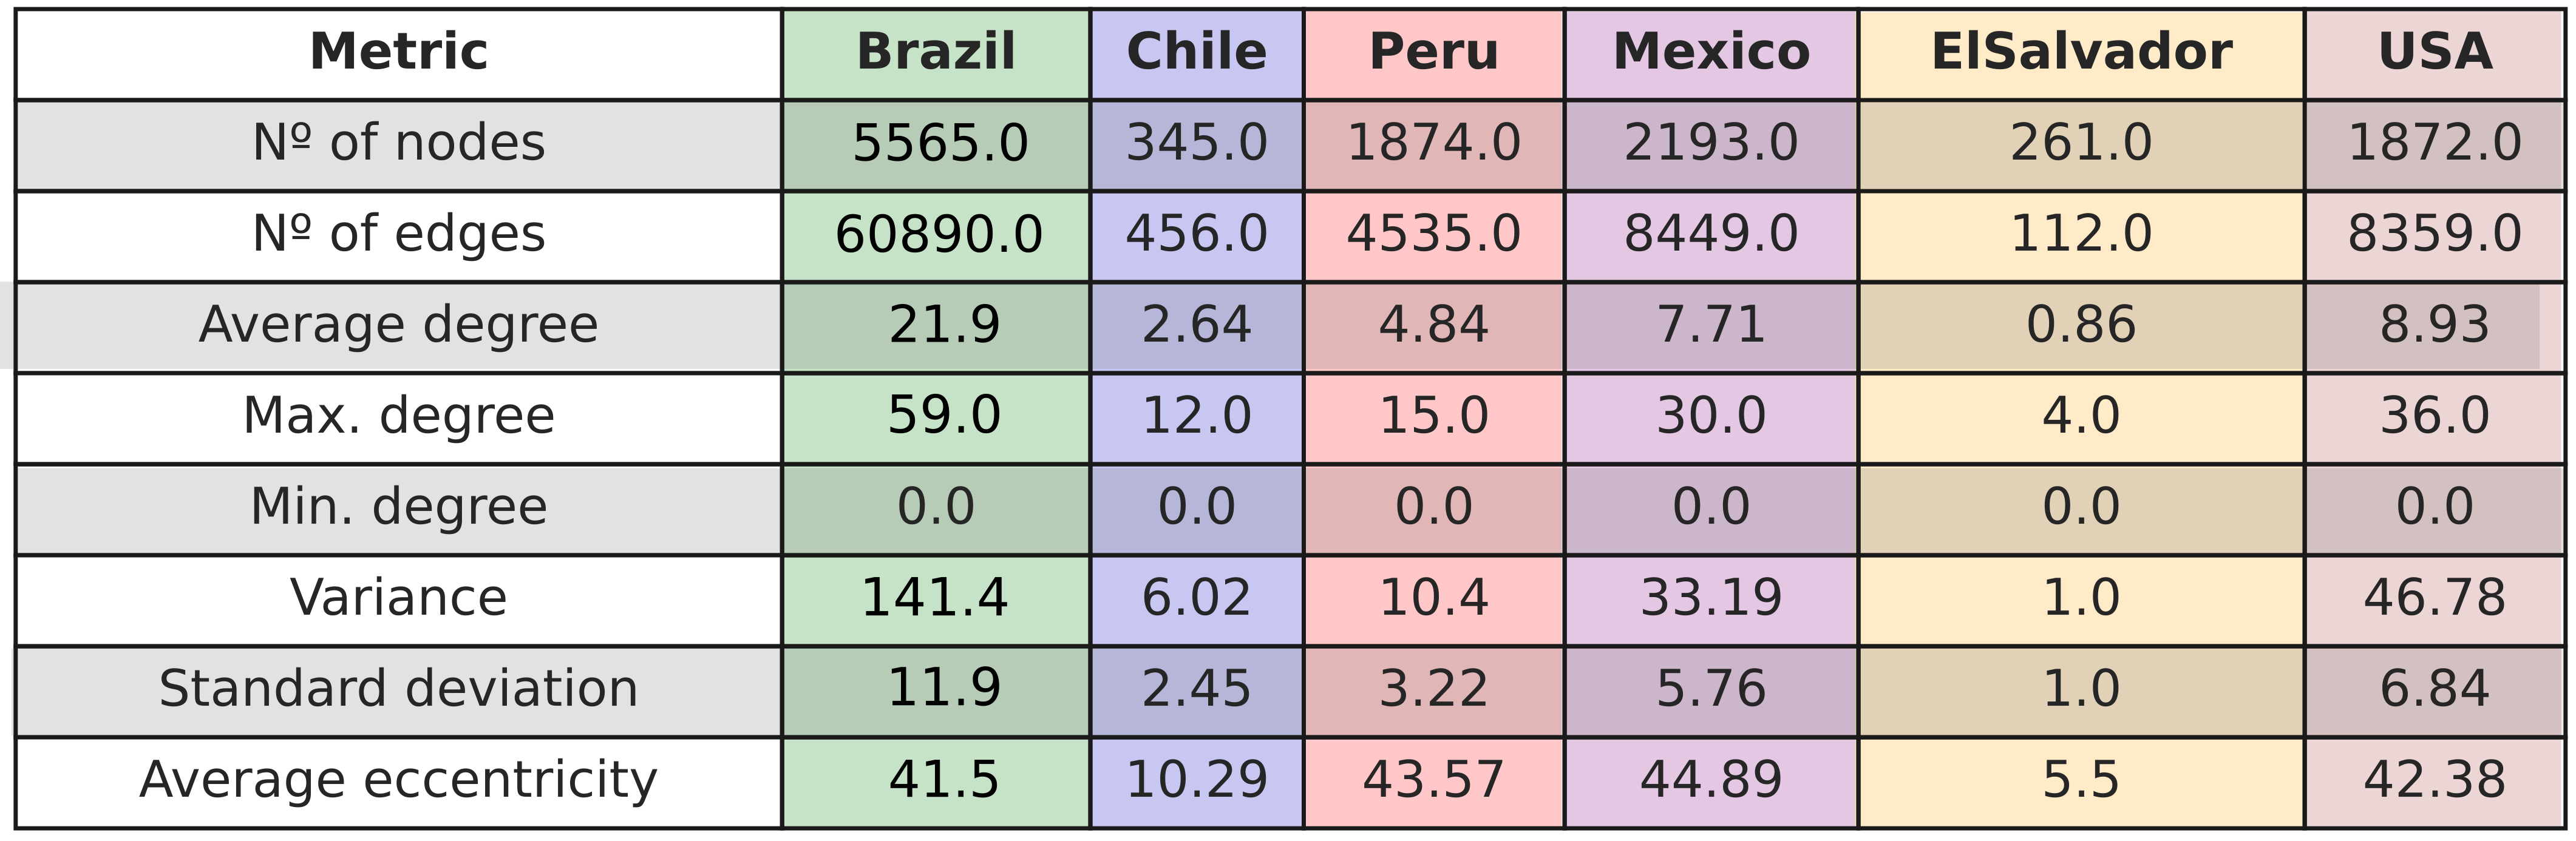 Metric Brazil Chile Peru Mexico ElSalvador USA
Nº of nodes 5565.0 345.0 1874.0 2193.0 261.0 1872.0
Nº of edges 60890.0 456.0 4535.0 8449.0 112.0 8359.0
Average degree 21.9 2.64 4.84 7.71 0.86 8.93
Max. degree 59.0 12.0 15.0 30.0 4.0 36.0
Min. degree 0.0 0.0 0.0 0.0 0.0 0.0
Variance 141.4 6.02 10.4 33.19 1.0 46.78
Standard deviation 11.9 2.45 3.22 5.76 1.0 6.84
Average eccentricity 41.5 10.29 43.57 44.89 5.5 42.38